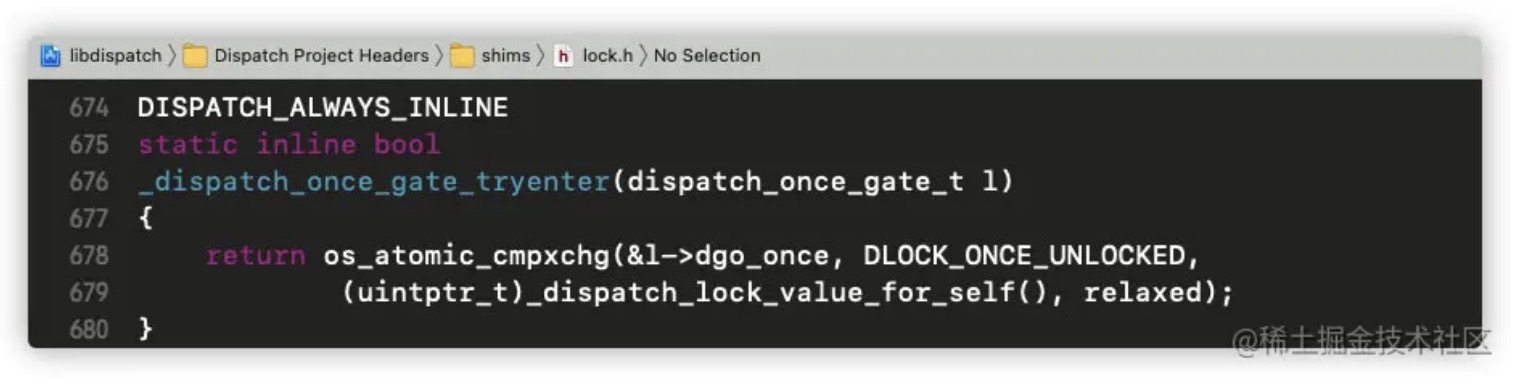 libdispatch 〉 Dispatch Project Headers 〉 shims 〉 h lock.h 〉 No Selection
674 DISPATCH_ALWAYS_INLINE
675 static inline bool
676 _dispatch_once_gate_tryenter(dispatch_once_gate_t l)
677 {
678 return os_atomic_cmpxchg(&l->dgo_once, DLOCK_ONCE_UNLOCKED,
679 (uintptr_t)_dispatch_lock_value_for_self(), relaxed);
680 }
@稀土掘金技术社区